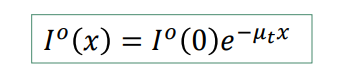 I^o(x) = I^o(0)e^{-μ_t x}